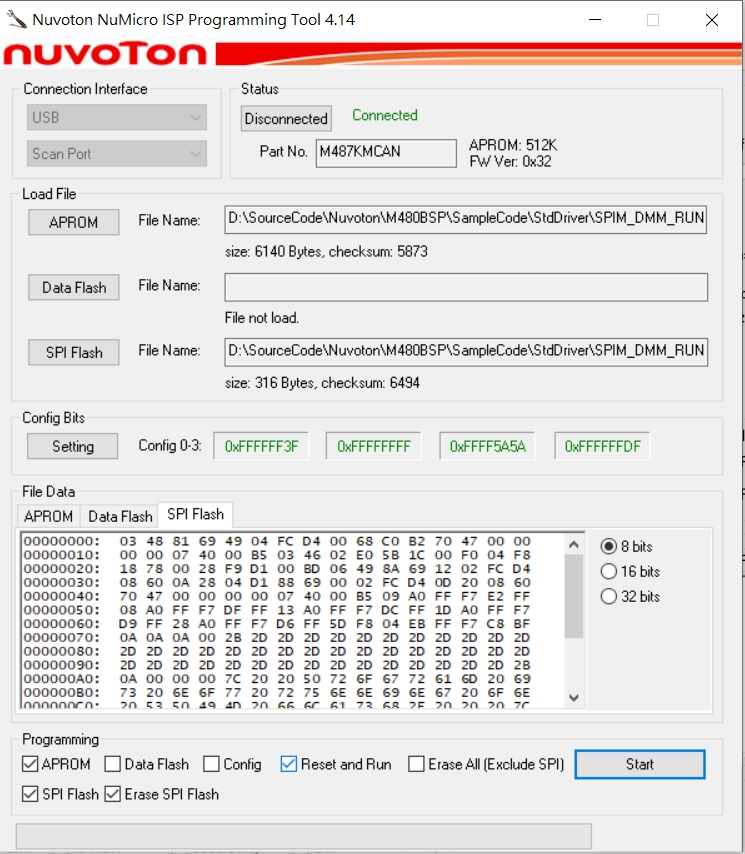 Nuvoton NuMicro ISP Programming Tool 4.14
nuvoTon
Connection Interface
USB
Scan Port
Status
Disconnected
Connected
Part No. M487KMCAN
APROM: 512K
FW Ver: 0x32
Load File
APROM File Name: D:\SourceCode\Nuvoton\M480BSP\SampleCode\StdDriver\SPIM_DMM_RUN
size: 6140 Bytes, checksum: 5873
Data Flash File Name:
File not load.
SPI Flash File Name: D:\SourceCode\Nuvoton\M480BSP\SampleCode\StdDriver\SPIM_DMM_RUN
size: 316 Bytes, checksum: 6494
Config Bits
Setting Config 0-3: 0xFFFFFF3F 0xFFFFFFFF 0xFFFF5A5A 0xFFFFFFDF
File Data
APROM Data Flash SPI Flash
00000000: 03 48 81 69 49 04 FC D4 00 68 C0 B2 70 47 00 00
00000010: 00 00 07 40 00 B5 03 46 02 E0 5B 1C 00 F0 04 F8
00000020: 18 78 00 28 F9 D1 00 BD 06 49 8A 69 12 02 FC D4
00000030: 08 60 0A 28 04 D1 88 69 00 02 FC D4 0D 20 08 60
00000040: 70 47 00 00 00 00 07 40 00 B5 09 A0 FF F7 E2 FF
00000050: 08 A0 FF F7 DF FF 13 A0 FF F7 DC FF 1D A0 FF F7
00000060: D9 FF 28 A0 FF F7 D6 FF 5D F8 04 EB FF F7 C8 BF
00000070: 0A 0A 0A 00 2B 2D 2D 2D 2D 2D 2D 2D 2D 2D 2D 2D
00000080: 2D 2D 2D 2D 2D 2D 2D 2D 2D 2D 2D 2D 2D 2D 2D 2D
00000090: 2D 2D 2D 2D 2D 2D 2D 2D 2D 2D 2D 2D 2D 2D 2D 2B
000000A0: 0A 00 00 00 7C 20 20 50 72 6F 67 72 61 6D 20 69
000000B0: 73 20 6E 6F 77 20 72 75 6E 6E 69 6E 67 20 6F 6E
000000C0: 20 53 50 49 4D 20 66 6C 61 73 68 2E 20 20 20 7C
8 bits
16 bits
32 bits
Programming
APROM Data Flash Config Reset and Run Erase All (Exclude SPI) Start
SPI Flash Erase SPI Flash